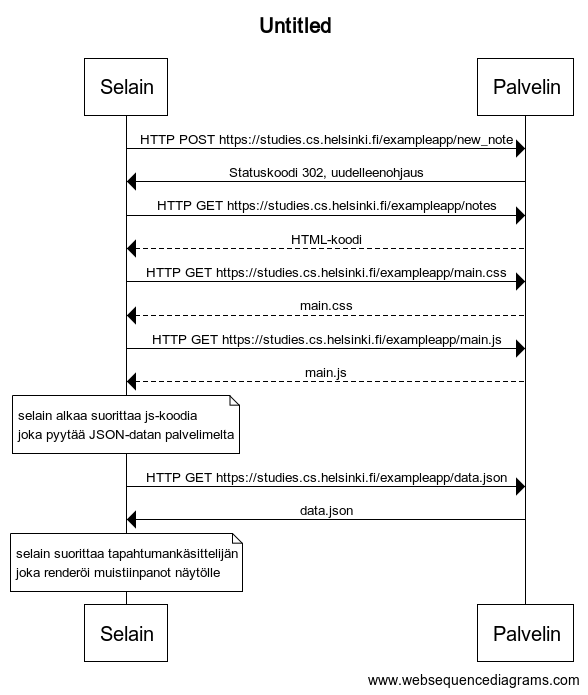 Untitled
Selain
Palvelin
HTTP POST https://studies.cs.helsinki.fi/exampleapp/new_note
Statuskoodi 302, uudelleenohjaus
HTTP GET https://studies.cs.helsinki.fi/exampleapp/notes
HTML-koodi
HTTP GET https://studies.cs.helsinki.fi/exampleapp/main.css
main.css
HTTP GET https://studies.cs.helsinki.fi/exampleapp/main.js
main.js
selain alkaa suorittaa js-koodia
joka pyytää JSON-datan palvelimelta
HTTP GET https://studies.cs.helsinki.fi/exampleapp/data.json
data.json
selain suorittaa tapahtumankäsittelijän
joka renderöi muistiinpanot näytölle
Selain
Palvelin
www.websequencediagrams.com